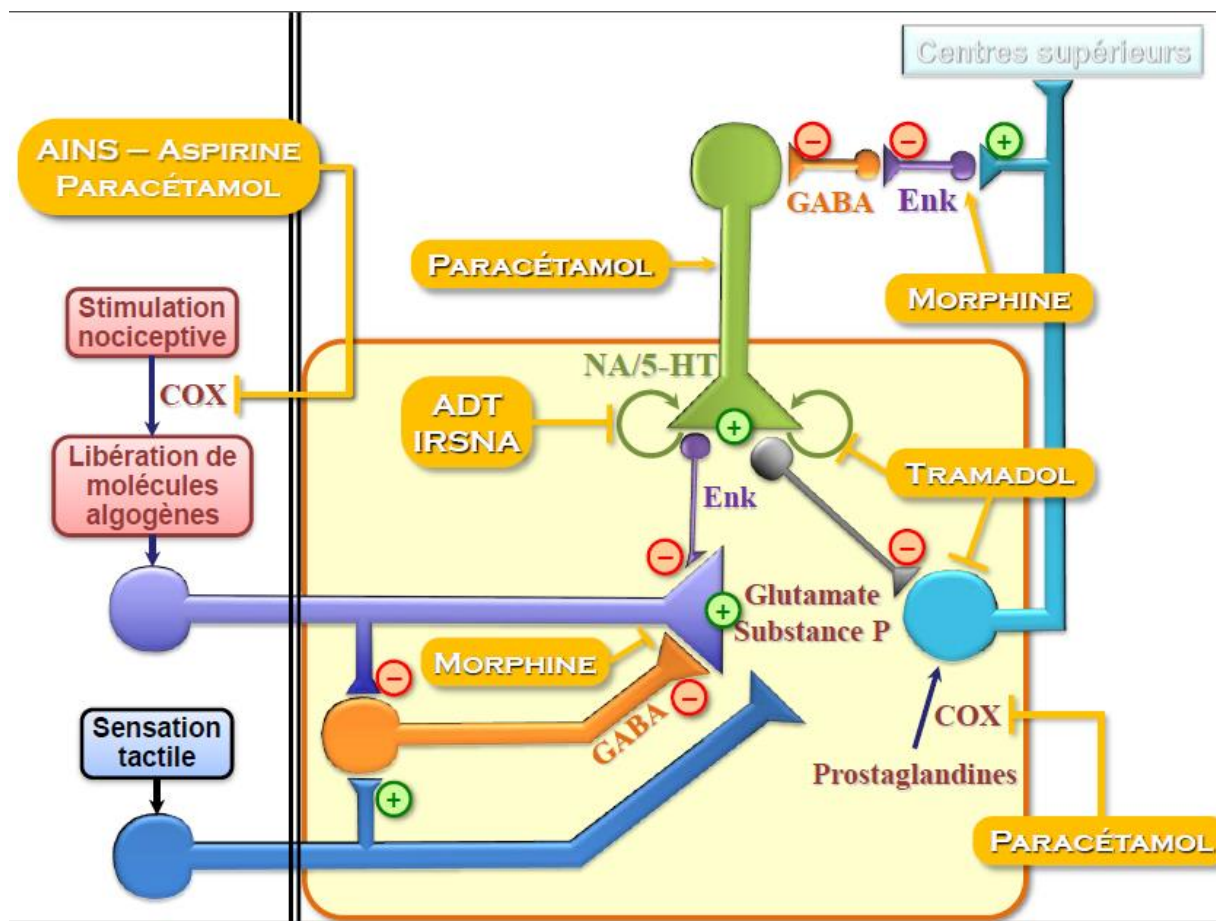 Centres supérieurs
AINS – ASPIRINE
PARACÉTAMOL
GABA
Enk
PARACÉTAMOL
MORPHINE
Stimulation
nociceptive
COX
NA/5-HT
ADT
IRSNA
Libération de
molécules
algogènes
TRAMADOL
Enk
Glutamate
Substance P
MORPHINE
GABA
COX
Sensation
tactile
Prostaglandines
PARACÉTAMOL